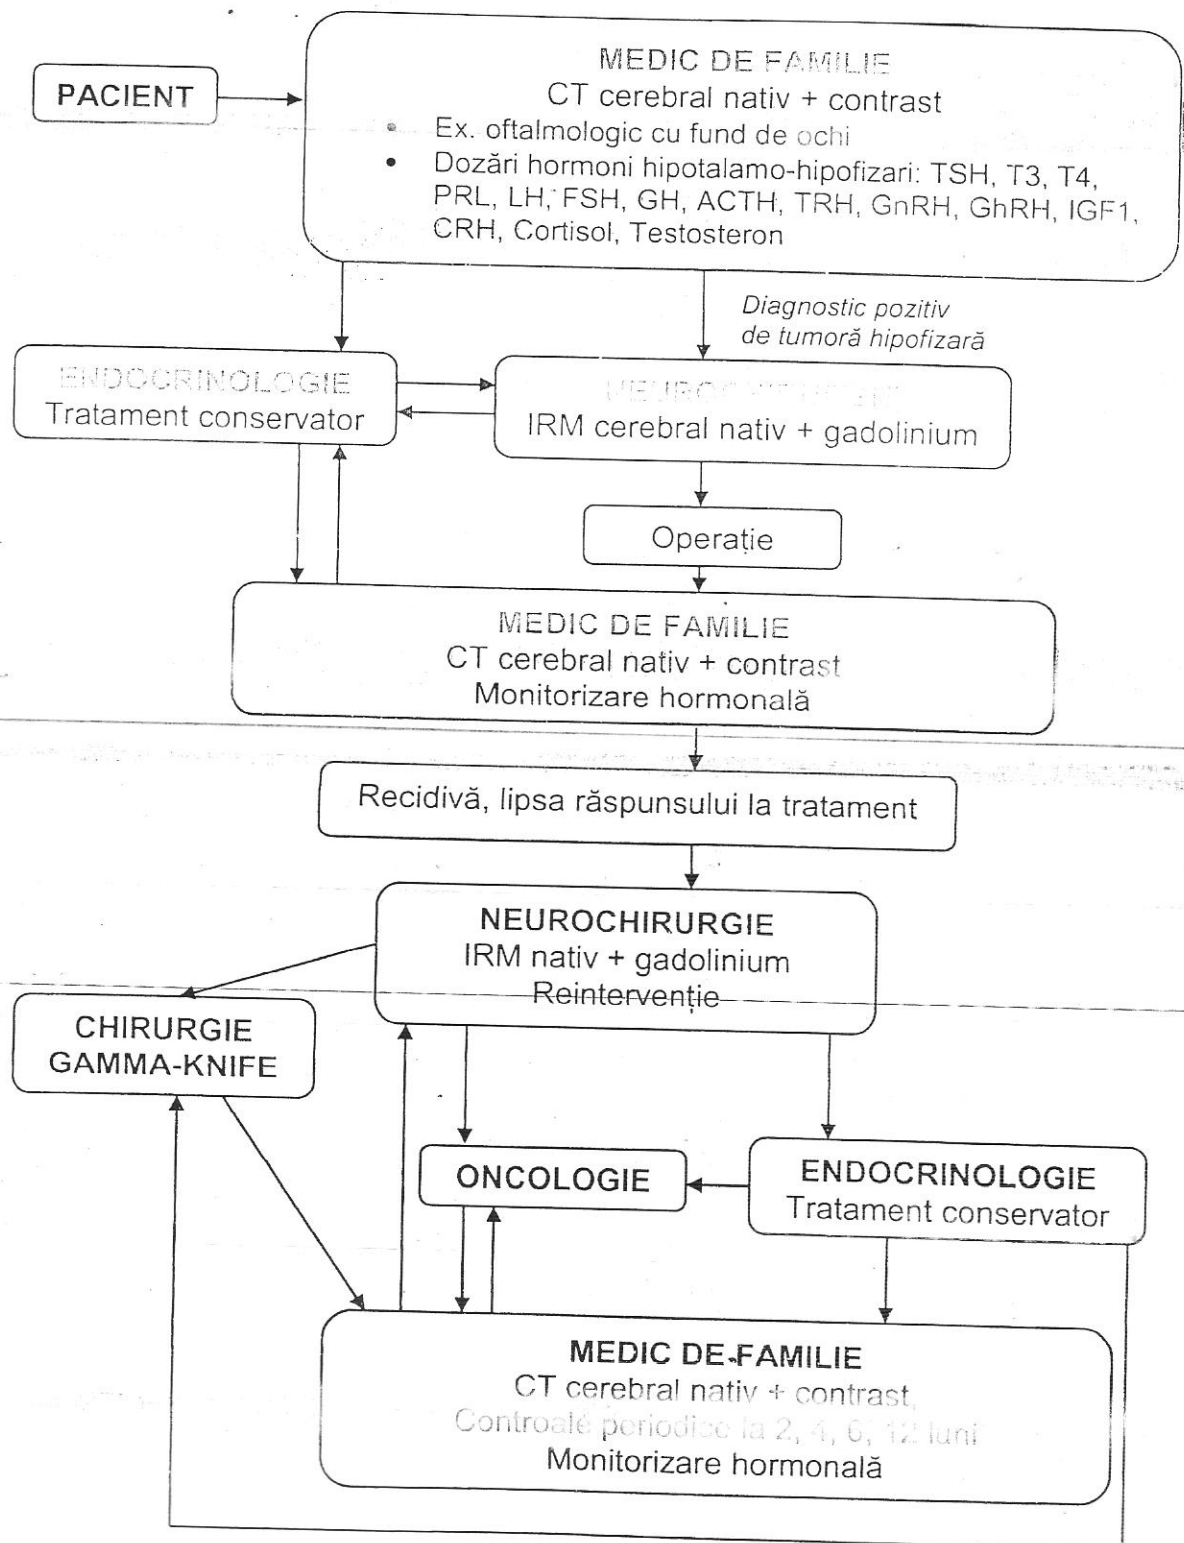 MEDIC DE FAMILIE
PACIENT
CT cerebral nativ + contrast
• Ex. oftalmologic cu fund de ochi
• Dozări hormoni hipotalamo-hipofizari: TSH, T3, T4,
PRL, LH, FSH, GH, ACTH, TRH, GnRH, GhRH, IGF1,
CRH, Cortisol, Testosteron
Diagnostic pozitiv
de tumoră hipofizară
ENDOCRINOLOGIE
Tratament conservator
IRM cerebral nativ + gadolinium
Operație
MEDIC DE FAMILIE
CT cerebral nativ + contrast
Monitorizare hormonală
Recidivă, lipsa răspunsului la tratament
NEUROCHIRURGIE
IRM nativ + gadolinium
Reintervenție
CHIRURGIE
GAMMA-KNIFE
ONCOLOGIE
ENDOCRINOLOGIE
Tratament conservator
MEDIC DE FAMILIE
CT cerebral nativ + contrast,
Controale periodice la 2, 4, 6, 12 luni
Monitorizare hormonală